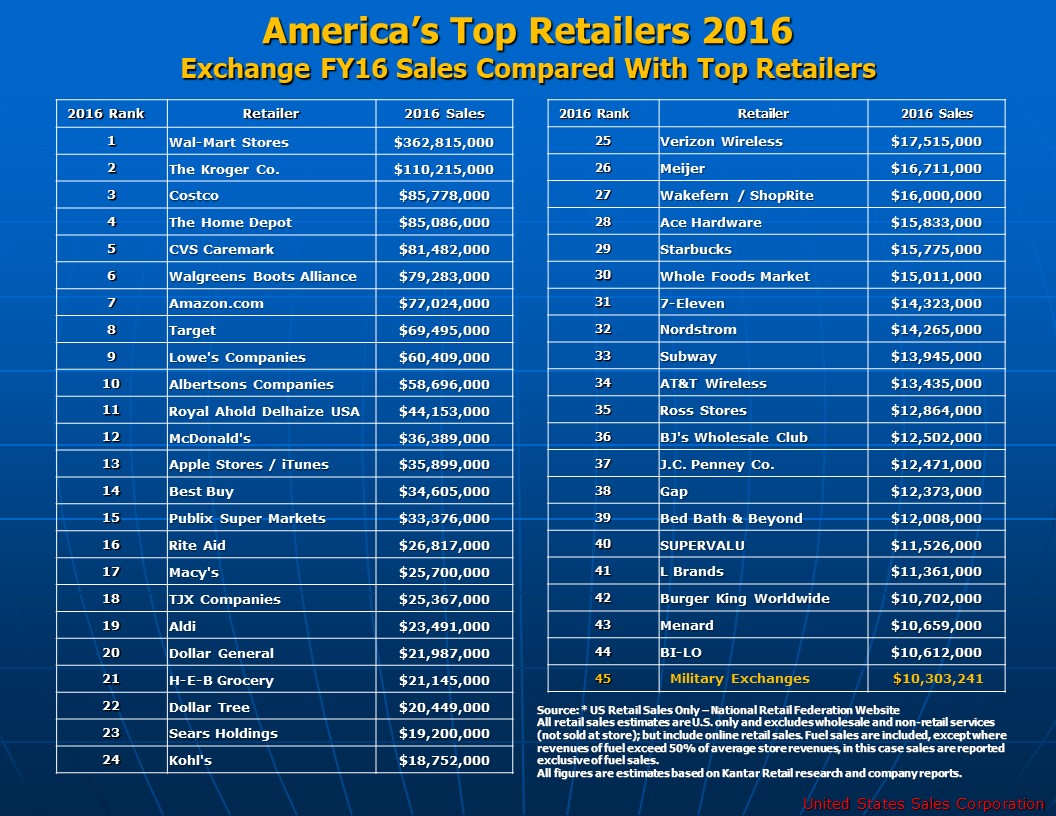 America's Top Retailers 2016
Exchange FY16 Sales Compared With Top Retailers
2016 Rank Retailer 2016 Sales
1 Wal-Mart Stores $362,815,000
2 The Kroger Co. $110,215,000
3 Costco $85,778,000
4 The Home Depot $85,086,000
5 CVS Caremark $81,482,000
6 Walgreens Boots Alliance $79,283,000
7 Amazon.com $77,024,000
8 Target $69,495,000
9 Lowe's Companies $60,409,000
10 Albertsons Companies $58,696,000
11 Royal Ahold Delhaize USA $44,153,000
12 McDonald's $36,389,000
13 Apple Stores / iTunes $35,899,000
14 Best Buy $34,605,000
15 Publix Super Markets $33,376,000
16 Rite Aid $26,817,000
17 Macy's $25,700,000
18 TJX Companies $25,367,000
19 Aldi $23,491,000
20 Dollar General $21,987,000
21 H-E-B Grocery $21,145,000
22 Dollar Tree $20,449,000
23 Sears Holdings $19,200,000
24 Kohl's $18,752,000
2016 Rank Retailer 2016 Sales
25 Verizon Wireless $17,515,000
26 Meijer $16,711,000
27 Wakefern / ShopRite $16,000,000
28 Ace Hardware $15,833,000
29 Starbucks $15,775,000
30 Whole Foods Market $15,011,000
31 7-Eleven $14,323,000
32 Nordstrom $14,265,000
33 Subway $13,945,000
34 AT&T Wireless $13,435,000
35 Ross Stores $12,864,000
36 BJ's Wholesale Club $12,502,000
37 J.C. Penney Co. $12,471,000
38 Gap $12,373,000
39 Bed Bath & Beyond $12,008,000
40 SUPERVALU $11,526,000
41 L Brands $11,361,000
42 Burger King Worldwide $10,702,000
43 Menard $10,659,000
44 BI-LO $10,612,000
45 Military Exchanges $10,303,241
Source: * US Retail Sales Only – National Retail Federation Website
All retail sales estimates are U.S. only and excludes wholesale and non-retail services
(not sold at store); but include online retail sales. Fuel sales are included, except where
revenues of fuel exceed 50% of average store revenues, in this case sales are reported
exclusive of fuel sales.
All figures are estimates based on Kantar Retail research and company reports.
United States Sales Corporation